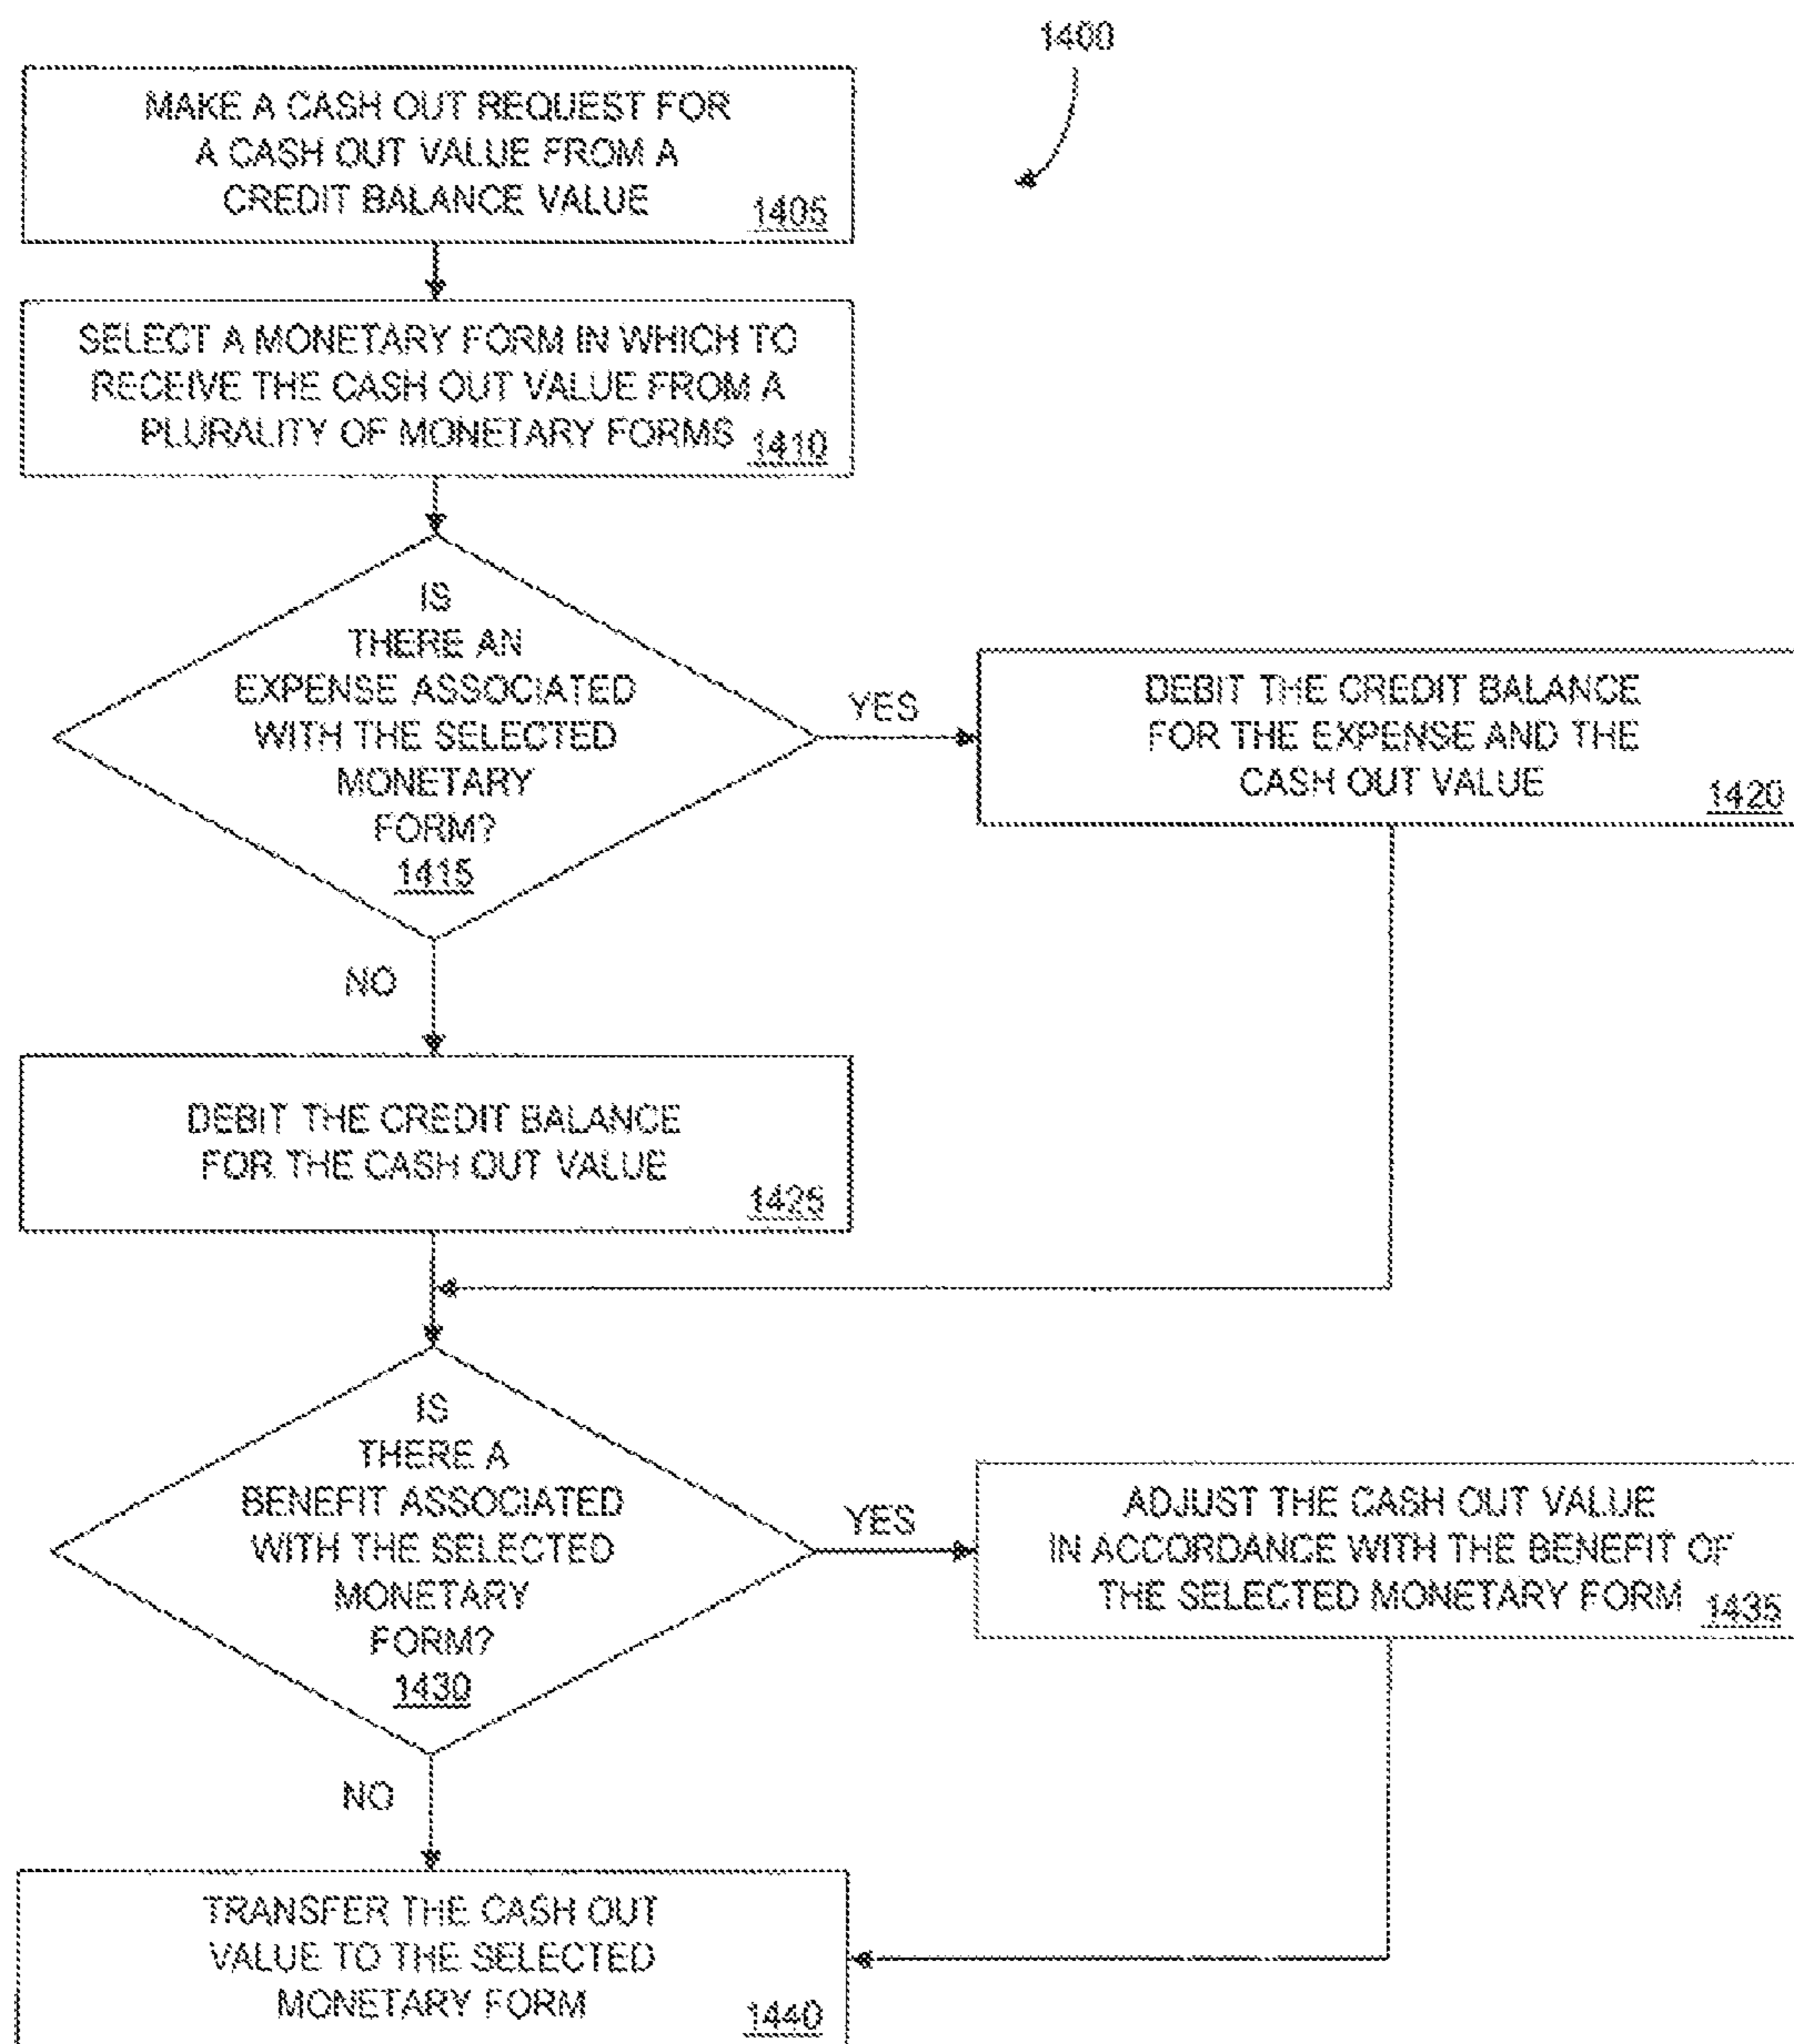 1400
MAKE A CASH OUT REQUEST FOR
A CASH OUT VALUE FROM A
CREDIT BALANCE VALUE
1405
SELECT A MONETARY FORM IN WHICH TO
RECEIVE THE CASH OUT VALUE FROM A
PLURALITY OF MONETARY FORMS 1410
IS
THERE AN
EXPENSE ASSOCIATED
WITH THE SELECTED
MONETARY
FORM?
1415
YES
DEBIT THE CREDIT BALANCE
FOR THE EXPENSE AND THE
CASH OUT VALUE
1420
NO
DEBIT THE CREDIT BALANCE
FOR THE CASH OUT VALUE
1425
IS
THERE A
BENEFIT ASSOCIATED
WITH THE SELECTED
MONETARY
FORM?
1430
YES
ADJUST THE CASH OUT VALUE
IN ACCORDANCE WITH THE BENEFIT OF
THE SELECTED MONETARY FORM 1435
NO
TRANSFER THE CASH OUT
VALUE TO THE SELECTED
MONETARY FORM
1440